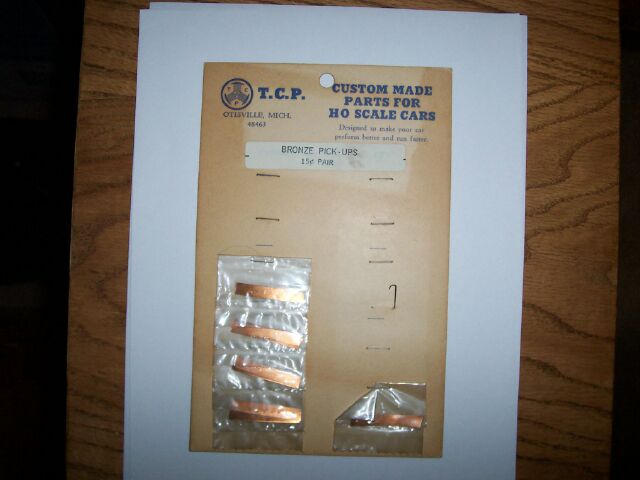 T.C.P.
OTISVILLE, MICH.
48463
CUSTOM MADE
PARTS FOR
HO SCALE CARS
Designed to make your car
perform better and run faster.
BRONZE PICK-UPS
15¢ PAIR